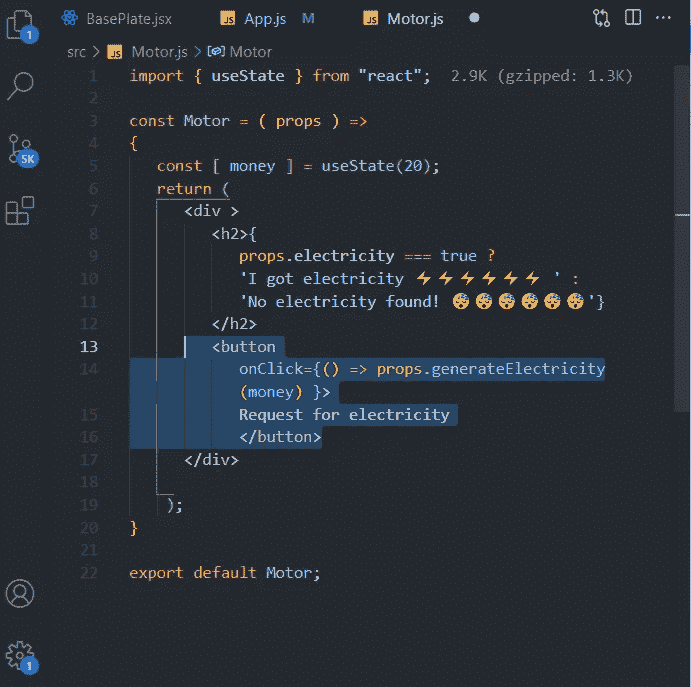 BasePlate.jsx JS App.js M JS Motor.js ...
1
src > JS Motor.js > Motor
1 import { useState } from "react"; 2.9K (gzipped: 1.3K)
2
3 const Motor = ( props ) =>
4 {
5K
5 const [ money ] = useState(20);
6 return (
7 <div >
8 <h2>{
9 props.electricity === true ?
10 'I got electricity ⚡⚡⚡⚡⚡⚡ ' :
11 'No electricity found! 😴😴😴😴😴😴'}
12 </h2>
13 <button
14 onClick={() => props.generateElectricity
(money) }>
15 Request for electricity
16 </button>
17 </div>
18
19 );
20 }
21
22 export default Motor;
1